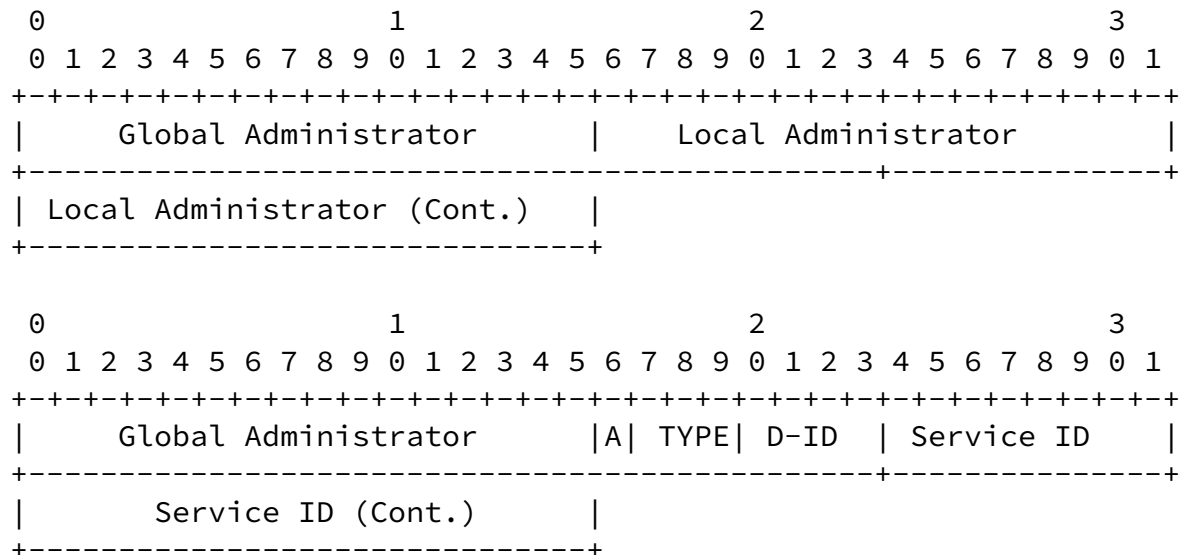 0                   1                   2                   3
 0 1 2 3 4 5 6 7 8 9 0 1 2 3 4 5 6 7 8 9 0 1 2 3 4 5 6 7 8 9 0 1
+-+-+-+-+-+-+-+-+-+-+-+-+-+-+-+-+-+-+-+-+-+-+-+-+-+-+-+-+-+-+-+-+
|     Global Administrator      |    Local Administrator        |
+-----------------------------------------------+---------------+
| Local Administrator (Cont.)   |
+-------------------------------+

 0                   1                   2                   3
 0 1 2 3 4 5 6 7 8 9 0 1 2 3 4 5 6 7 8 9 0 1 2 3 4 5 6 7 8 9 0 1
+-+-+-+-+-+-+-+-+-+-+-+-+-+-+-+-+-+-+-+-+-+-+-+-+-+-+-+-+-+-+-+-+
|     Global Administrator      |A| TYPE| D-ID  | Service ID    |
+-----------------------------------------------+---------------+
|       Service ID (Cont.)      |
+-------------------------------+